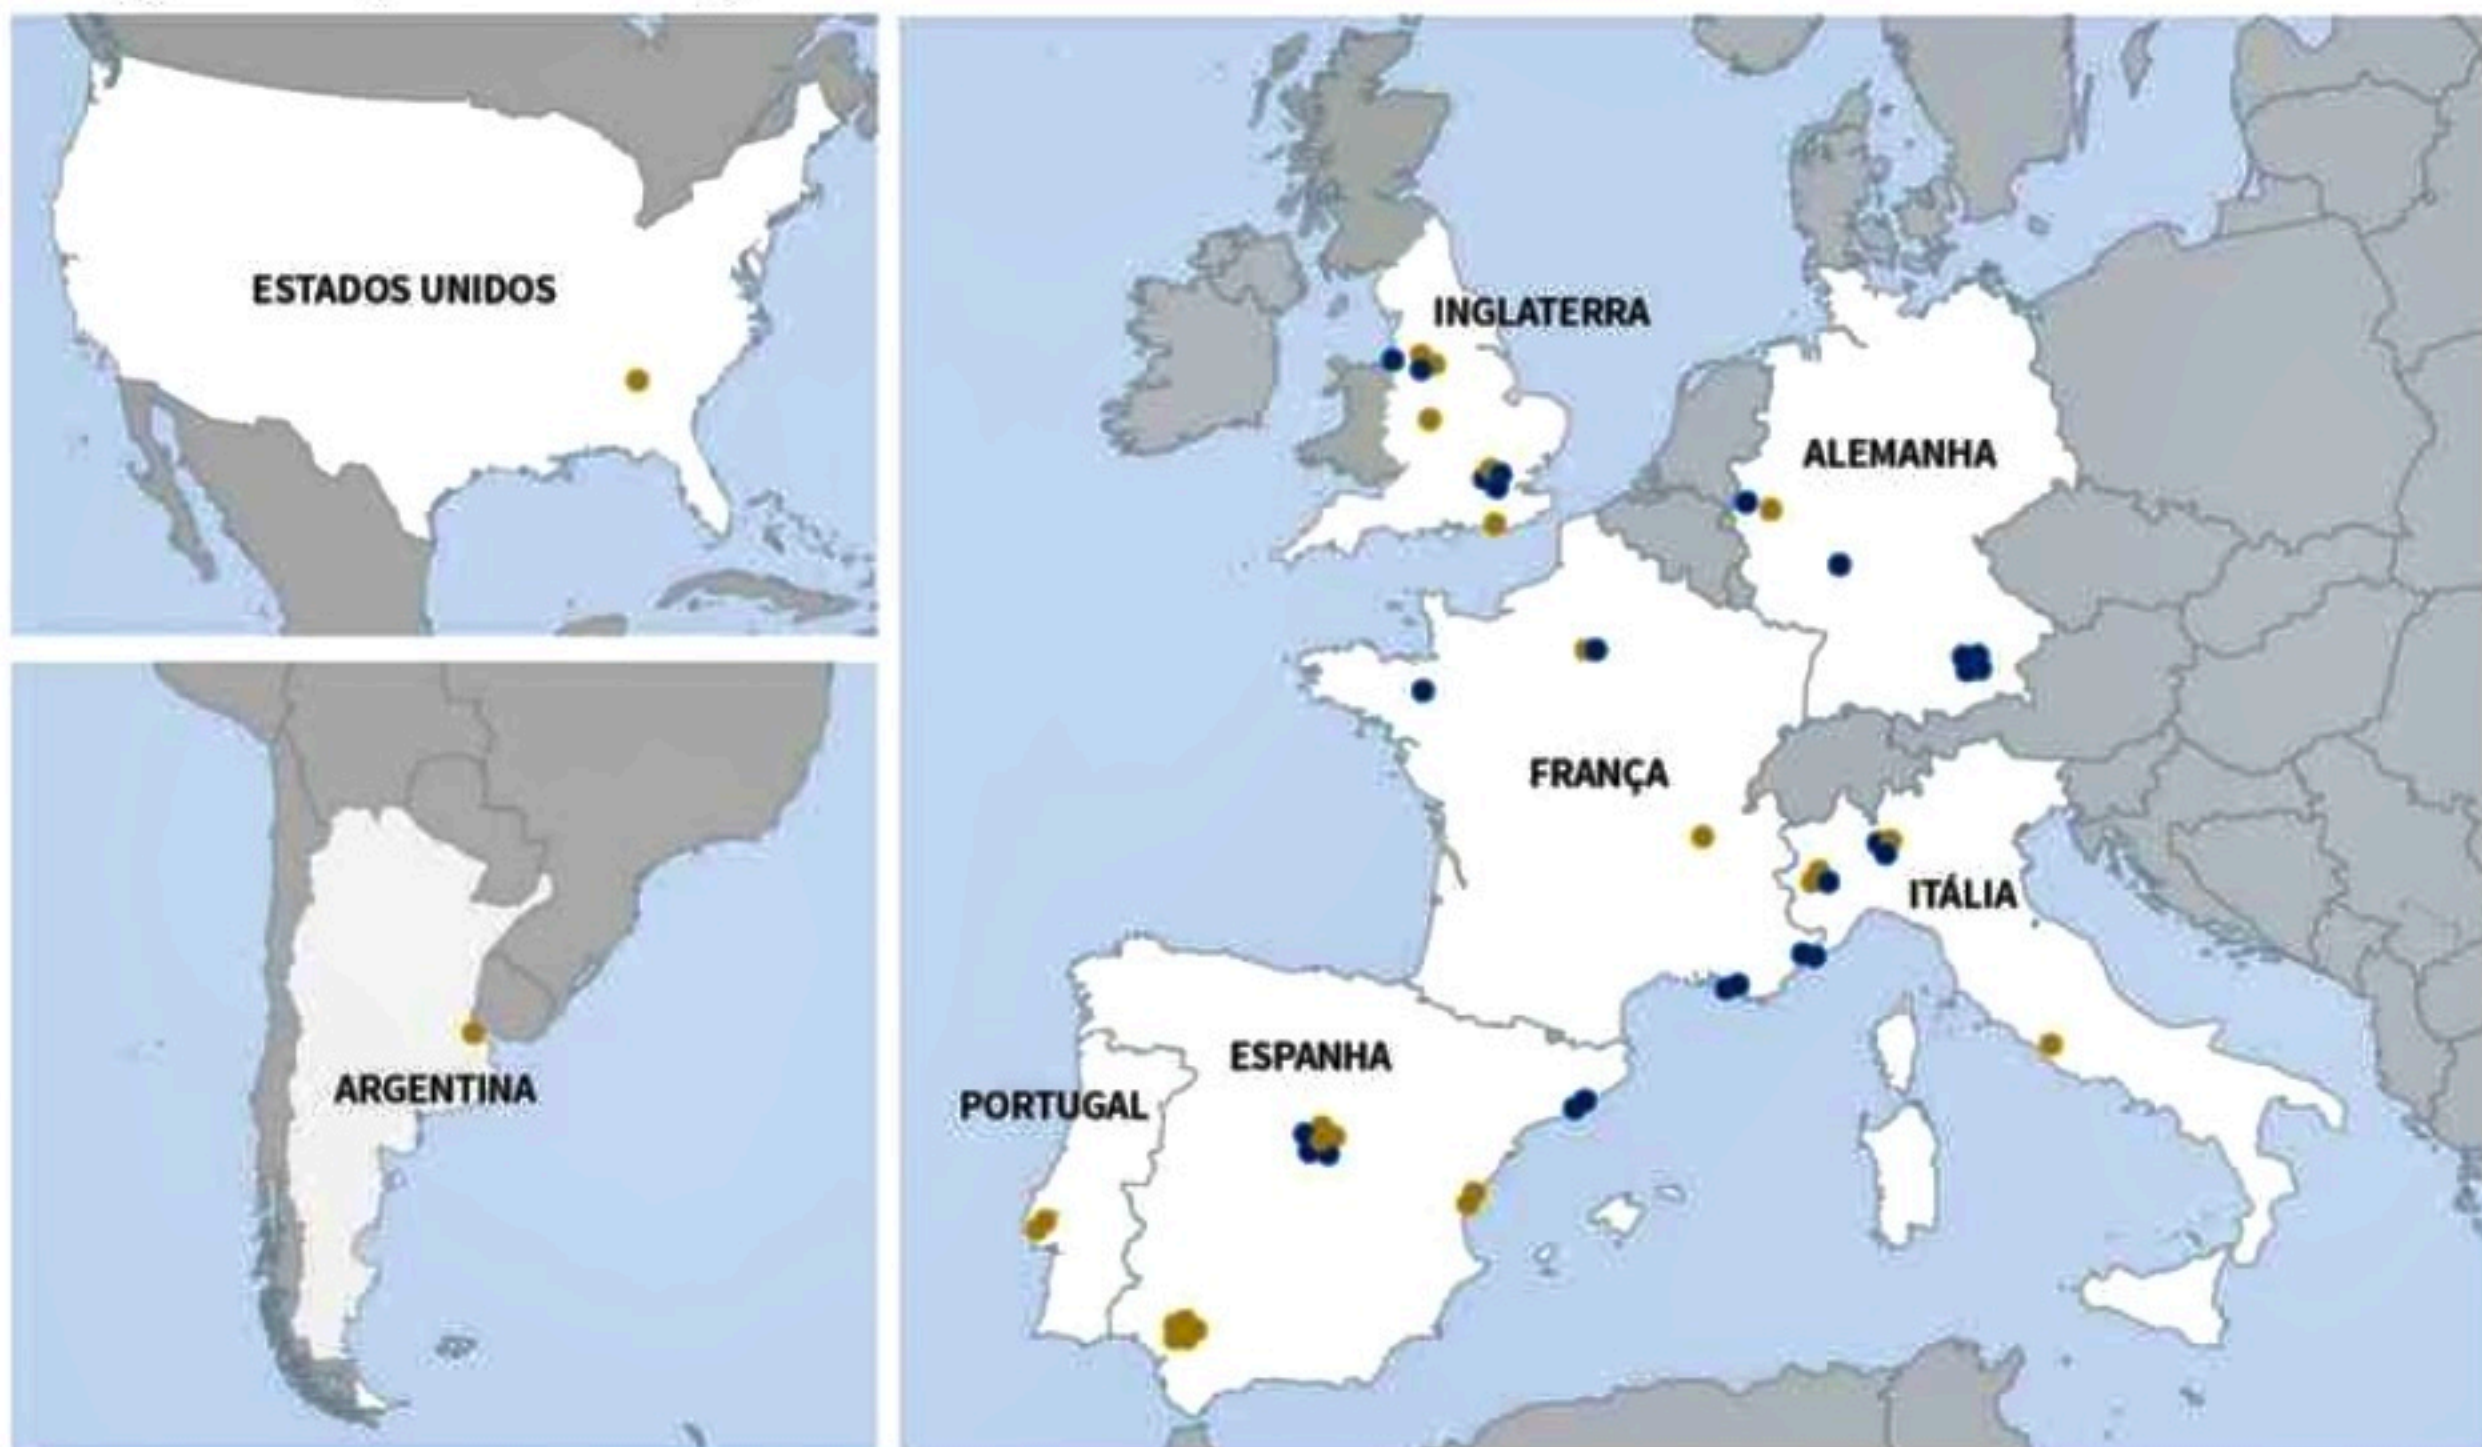 ESTADOS UNIDOS
INGLATERRA
ALEMANHA
FRANÇA
ITÁLIA
ESPANHA
PORTUGAL
ARGENTINA